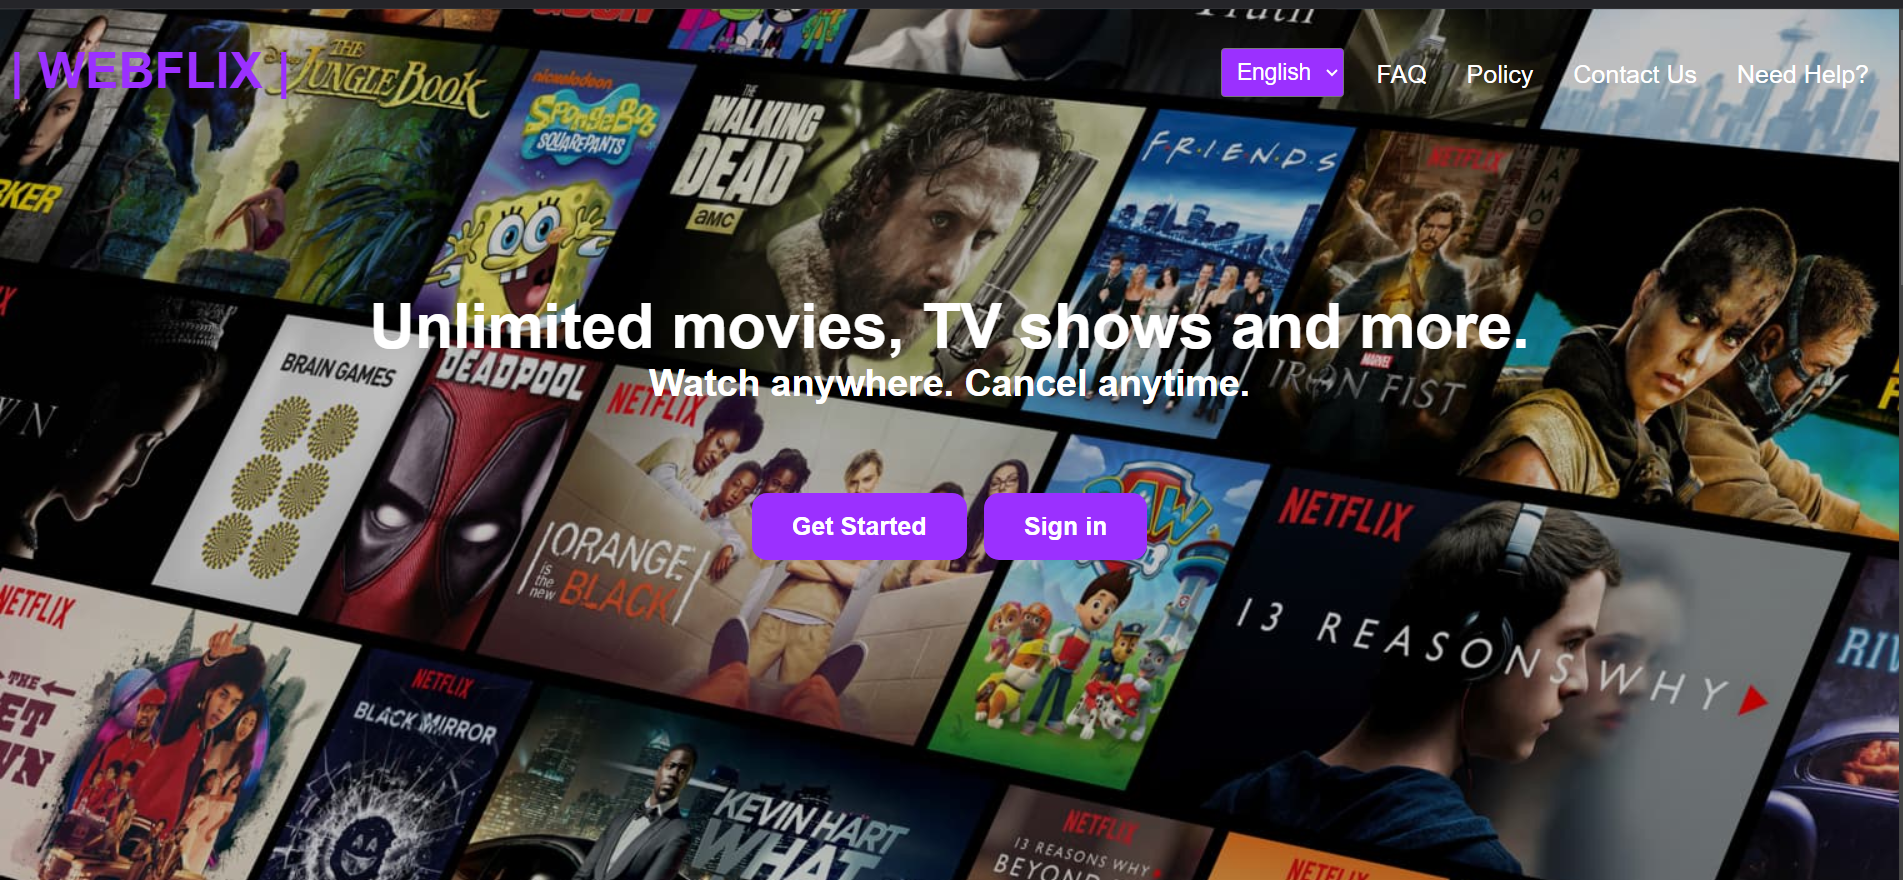 Truth
| WEBFLIX |
English
FAQ
Policy
Contact Us
Need Help?
THE
JUNGLE BOOK
nickelodeon
SpongeBob
SQUAREPANTS
THE
WALKING
DEAD
amc
F·R·I·E·N·D·S
NETFLIX
Unlimited movies, TV shows and more.
Watch anywhere. Cancel anytime.
MARVEL
IRON FIST
BRAIN GAMES
DEADPOOL
NETFLIX
ORANGE
is
the
new
BLACK
PAW
Get Started
Sign in
NETFLIX
13 REASONS WHY
NETFLIX
THE
NETFLIX
BLACK MIRROR
KEVIN HART
WHAT
NETFLIX
13 REASONS WHY
BEYOND
NETFLIX